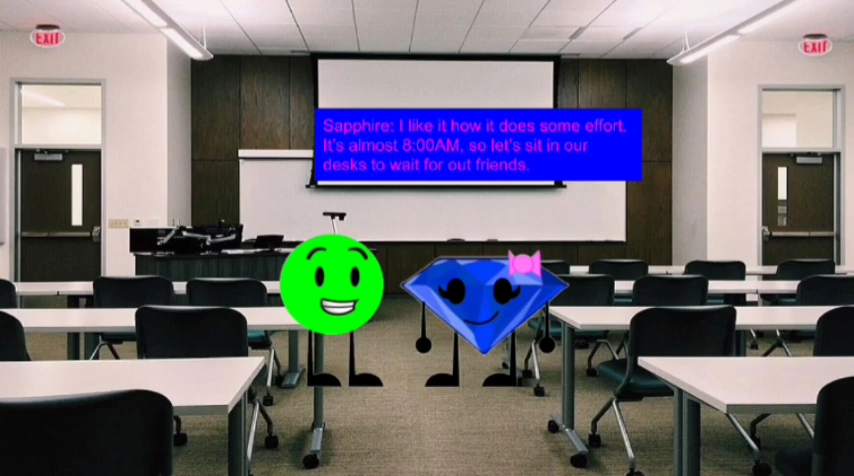 EXIT
EXIT
Sapphire: I like it how it does some effort.
It's almost 8:00AM, so let's sit in our
desks to wait for out friends.